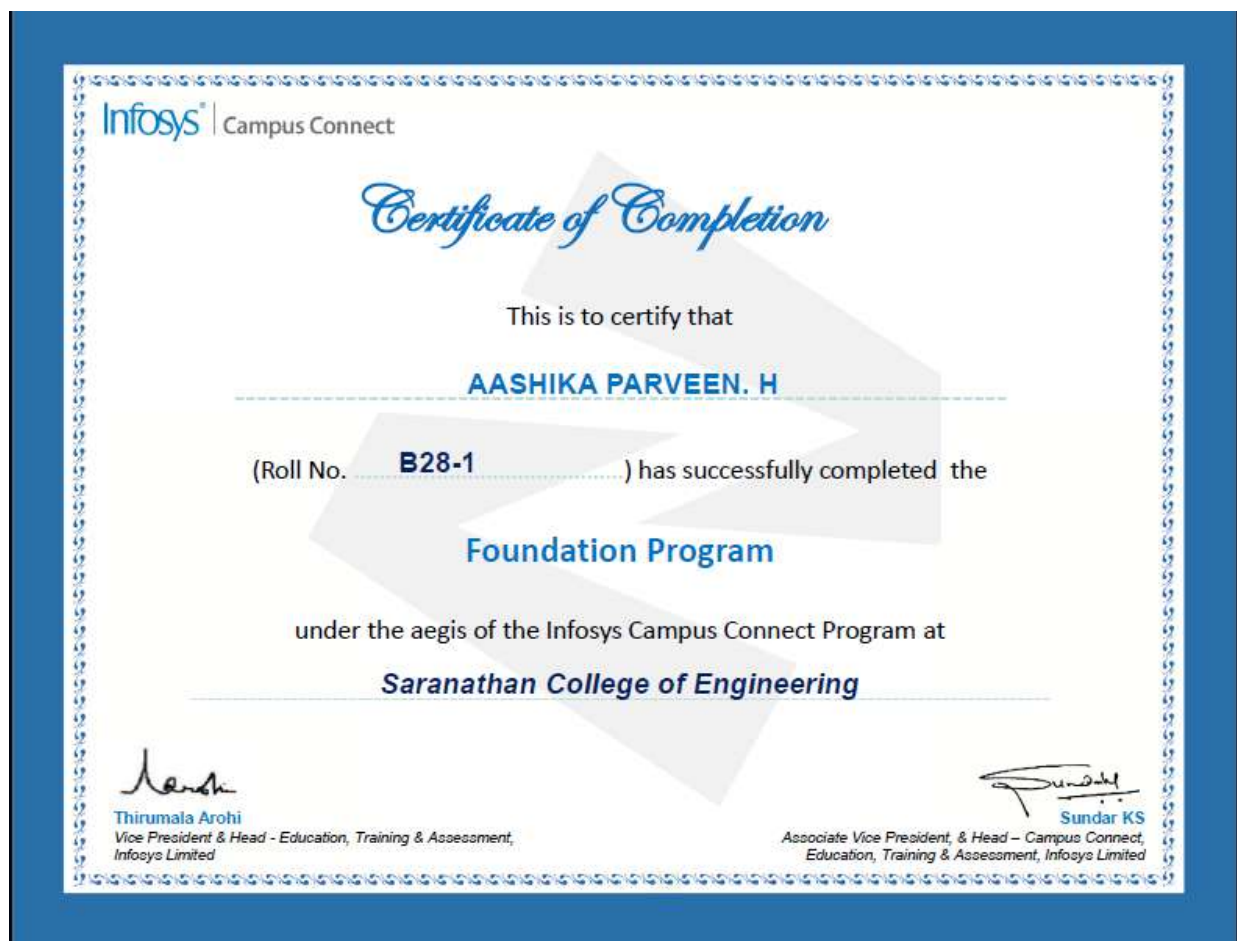 Infosys® | Campus Connect
Certificate of Completion
This is to certify that
AASHIKA PARVEEN. H
(Roll No. B28-1 ) has successfully completed the
Foundation Program
under the aegis of the Infosys Campus Connect Program at
Saranathan College of Engineering
Thirumala Arohi
Vice President & Head - Education, Training & Assessment,
Infosys Limited
Sundar KS
Associate Vice President, & Head – Campus Connect,
Education, Training & Assessment, Infosys Limited